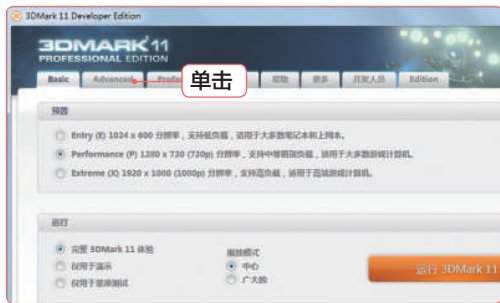 3DMark 11 Developer Edition
3DMARK 11
PROFESSIONAL EDITION
Basic Advanced Profe 单击 帮助 更多 开发人员 Edition
预置
Entry (E) 1024 x 600 分辨率，支持低负载，适用于大多数笔记本和上网本。
Performance (P) 1280 x 720 (720p) 分辨率，支持中等错误负载，适用于大多数游戏计算机。
Extreme (X) 1920 x 1000 (1000p) 分辨率，支持高负载，适用于高端游戏计算机。
运行
完整 3DMark 11 体验
仅用于演示
仅用于基准测试
缩放模式
中心
广大的
运行 3DMark 11